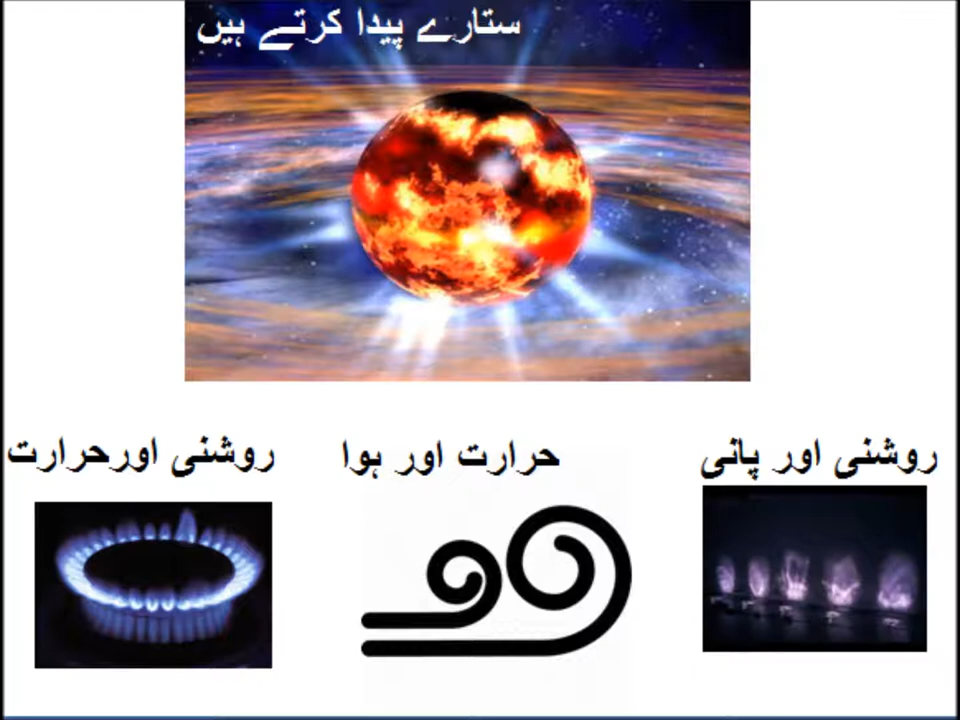 ستارے پیدا کرتے ہیں
روشنی اور پانی
حرارت اور ہوا
روشنی اورحرارت